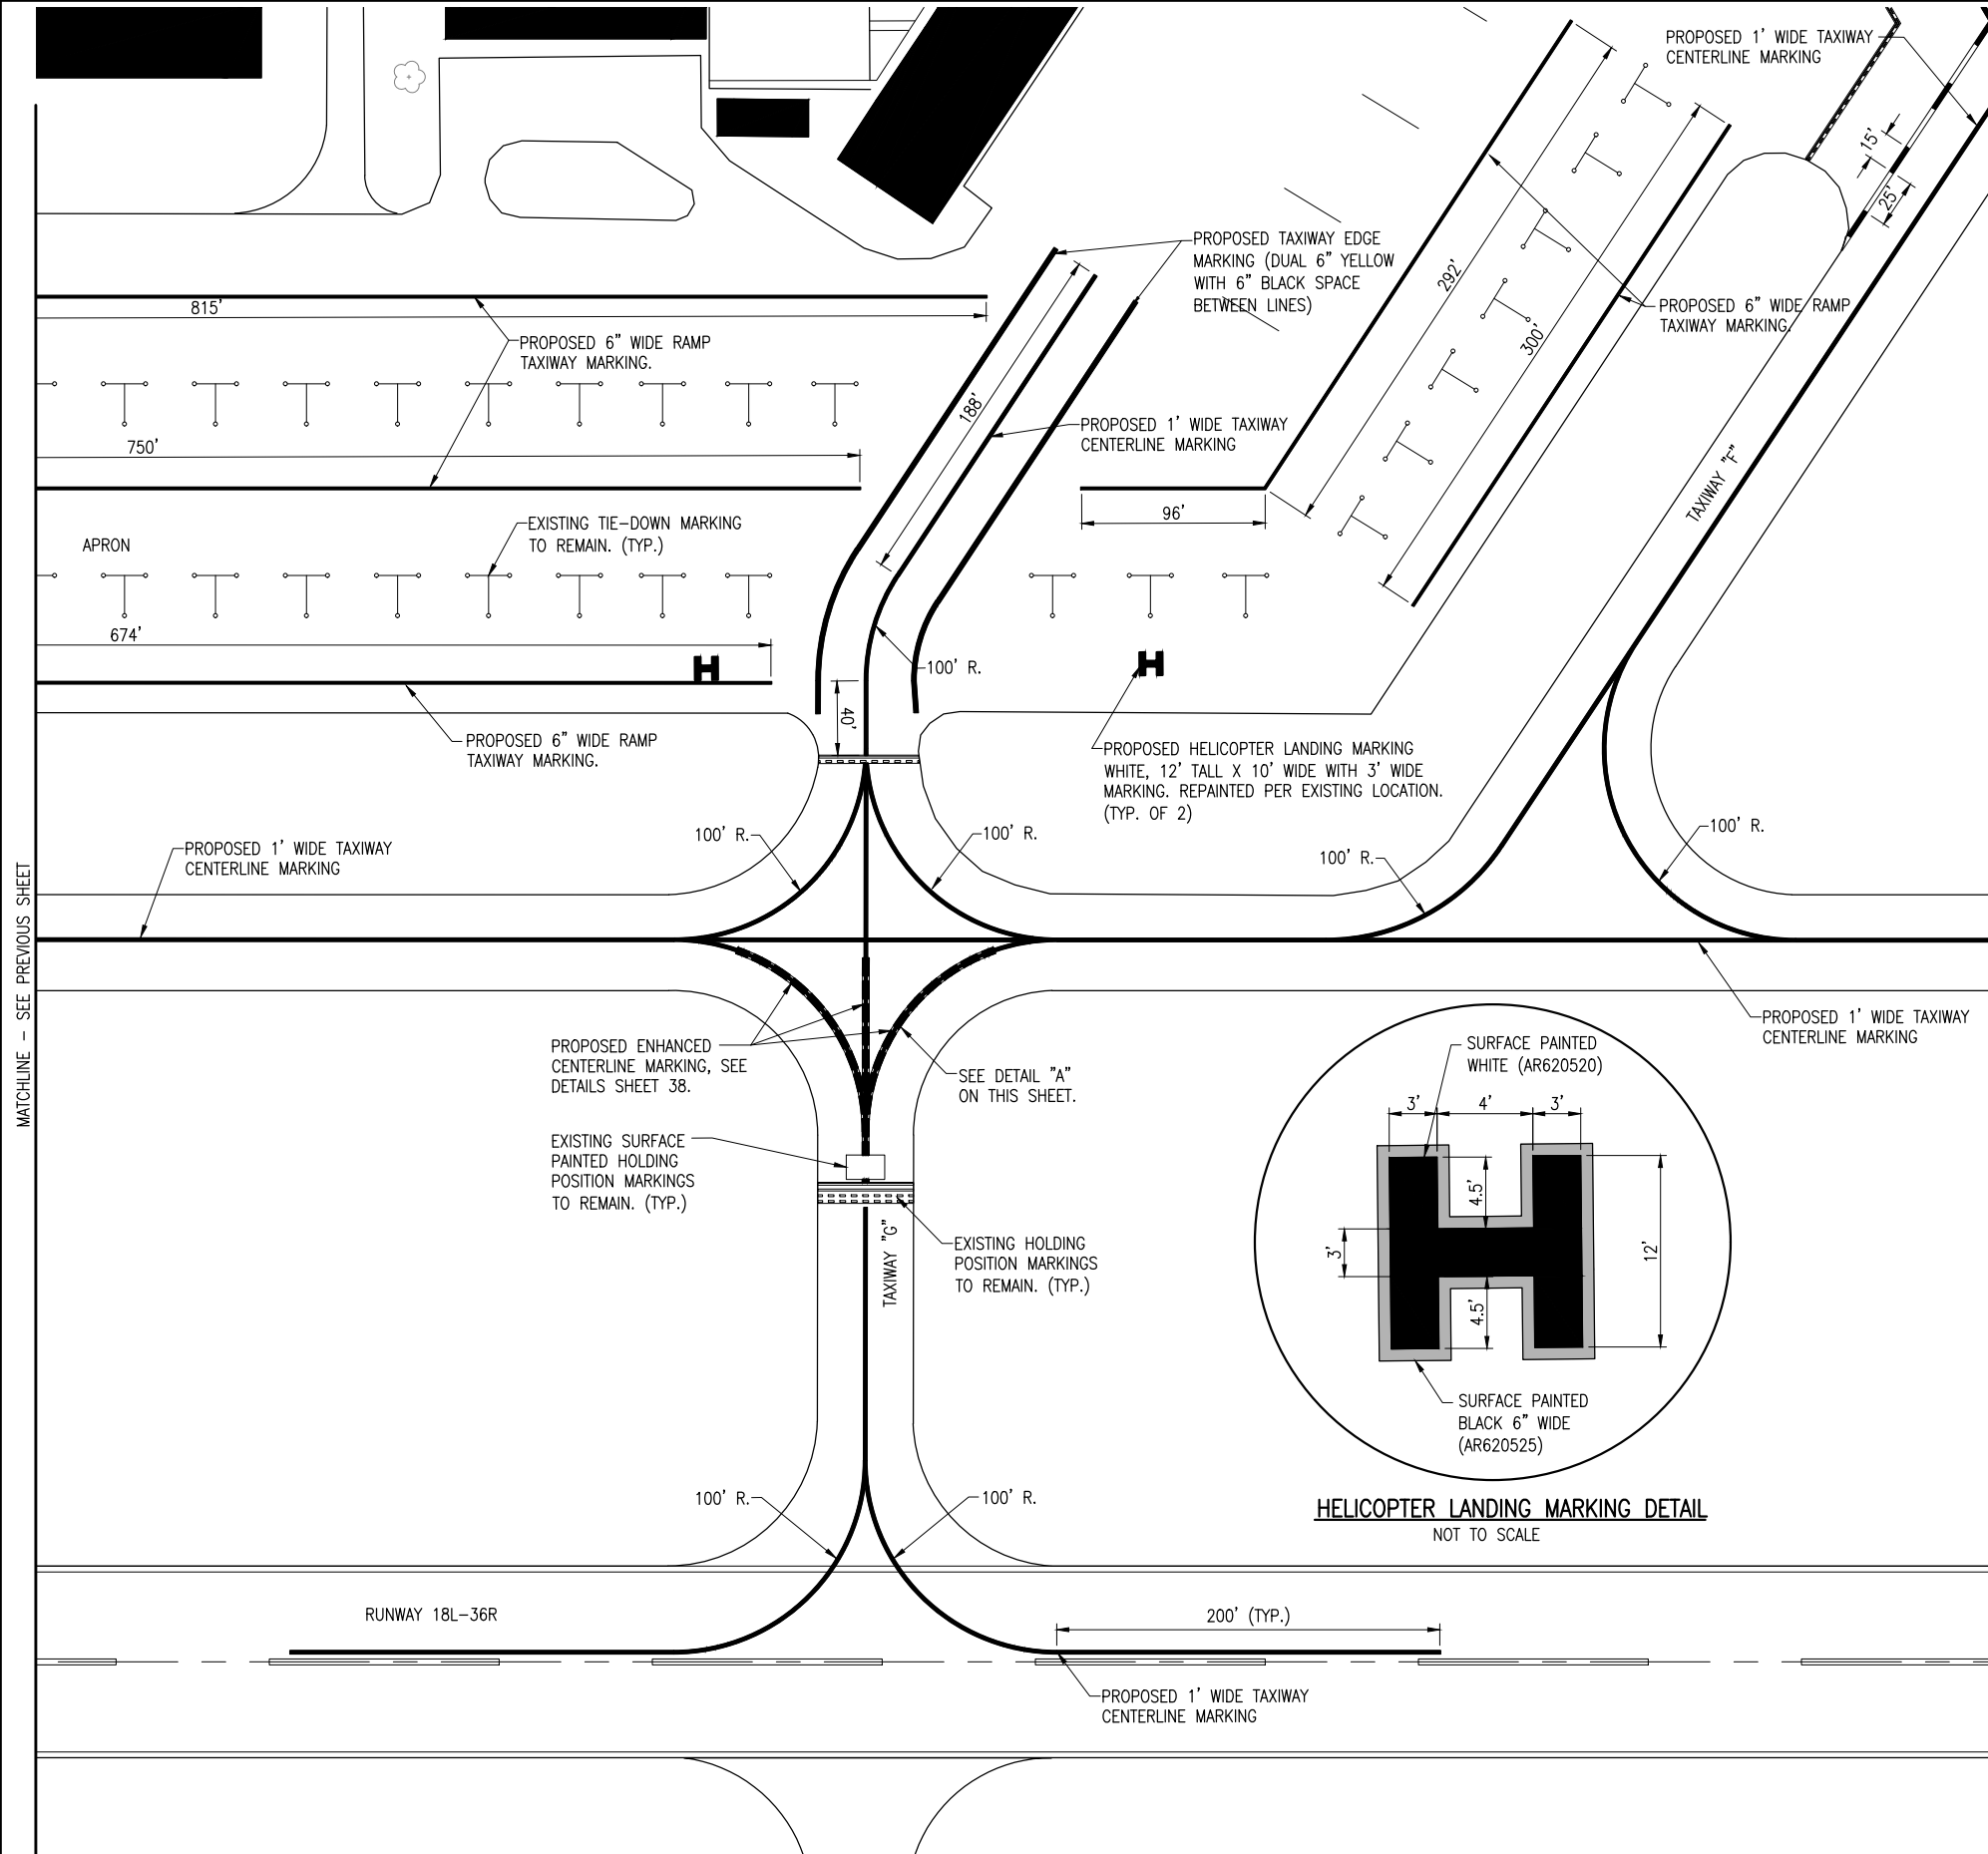 PROPOSED 1' WIDE TAXIWAY
CENTERLINE MARKING
15'
25'
PROPOSED TAXIWAY EDGE
MARKING (DUAL 6" YELLOW
WITH 6" BLACK SPACE
BETWEEN LINES)
292'
300'
PROPOSED 6" WIDE RAMP
TAXIWAY MARKING.
815'
PROPOSED 6" WIDE RAMP
TAXIWAY MARKING.
188'
PROPOSED 1' WIDE TAXIWAY
CENTERLINE MARKING
750'
TAXIWAY "F"
96'
EXISTING TIE-DOWN MARKING
TO REMAIN. (TYP.)
APRON
674'
H
H
100' R.
40'
PROPOSED 6" WIDE RAMP
TAXIWAY MARKING.
PROPOSED HELICOPTER LANDING MARKING
WHITE, 12' TALL X 10' WIDE WITH 3' WIDE
MARKING. REPAINTED PER EXISTING LOCATION.
(TYP. OF 2)
100' R.
100' R.
100' R.
100' R.
PROPOSED 1' WIDE TAXIWAY
CENTERLINE MARKING
MATCHLINE - SEE PREVIOUS SHEET
PROPOSED 1' WIDE TAXIWAY
CENTERLINE MARKING
PROPOSED ENHANCED
CENTERLINE MARKING, SEE
DETAILS SHEET 38.
SEE DETAIL "A"
ON THIS SHEET.
EXISTING SURFACE
PAINTED HOLDING
POSITION MARKINGS
TO REMAIN. (TYP.)
TAXIWAY "G"
EXISTING HOLDING
POSITION MARKINGS
TO REMAIN. (TYP.)
SURFACE PAINTED
WHITE (AR620520)
3'
4'
3'
4.5'
3'
12'
4.5'
H
SURFACE PAINTED
BLACK 6" WIDE
(AR620525)
HELICOPTER LANDING MARKING DETAIL
NOT TO SCALE
100' R.
100' R.
RUNWAY 18L-36R
200' (TYP.)
PROPOSED 1' WIDE TAXIWAY
CENTERLINE MARKING